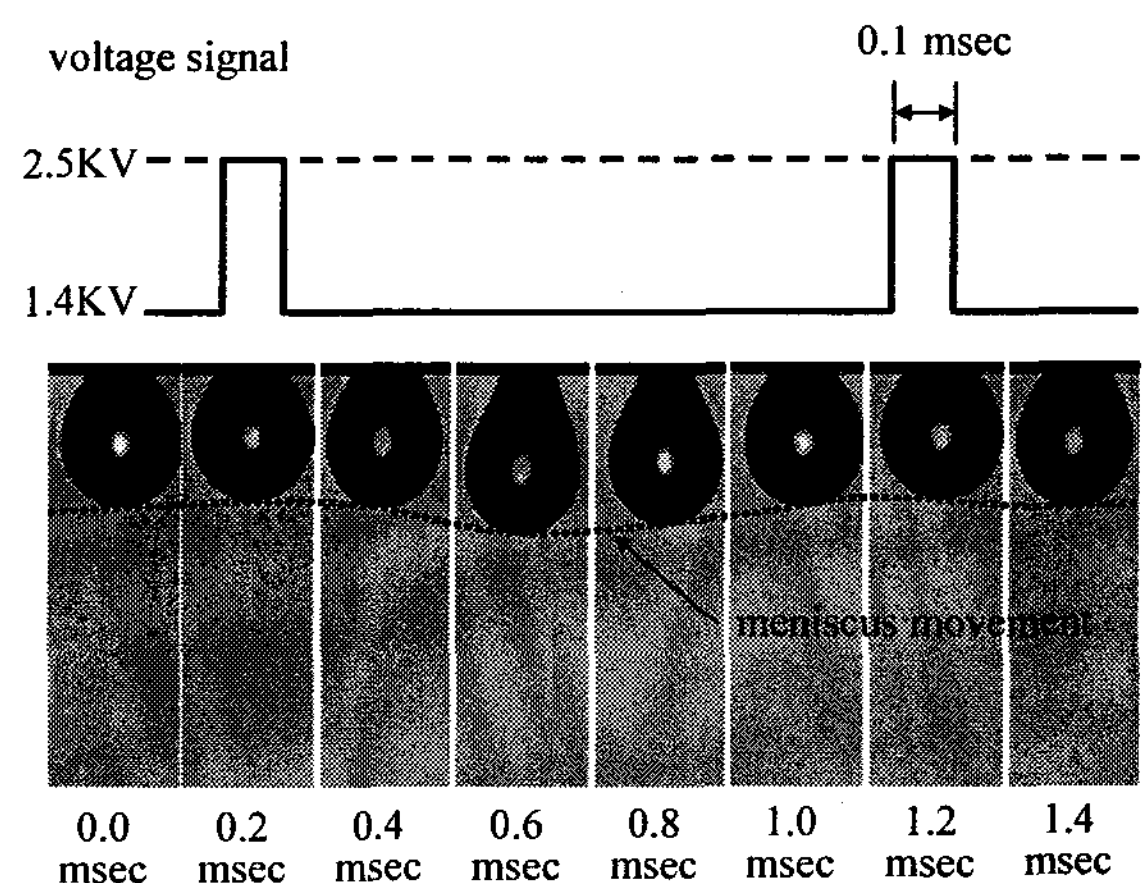 0.1 msec
voltage signal
2.5KV
1.4KV
meniscus movement
0.0 0.2 0.4 0.6 0.8 1.0 1.2 1.4
msec msec msec msec msec msec msec msec